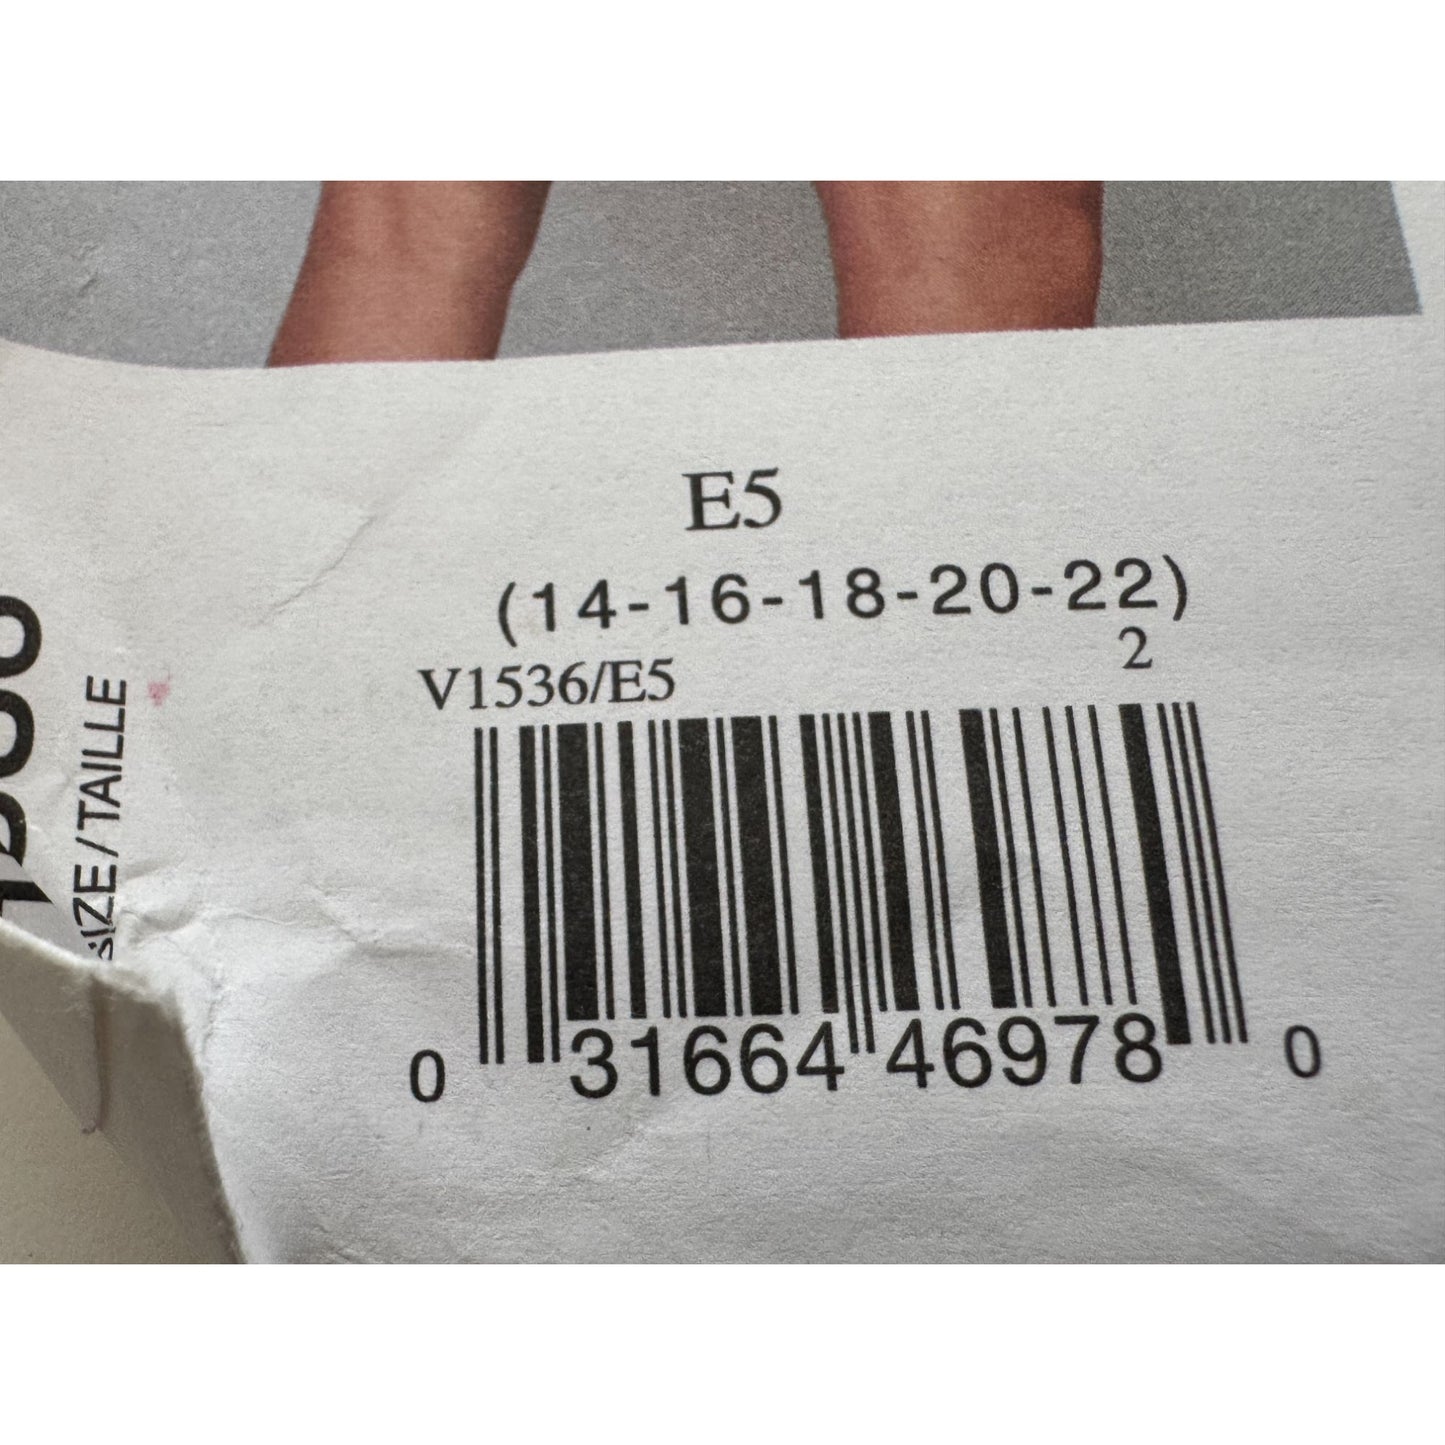 E5
(14-16-18-20-22)
V1536/E5 2
0 31664 46978 0
SIZE/TAILLE